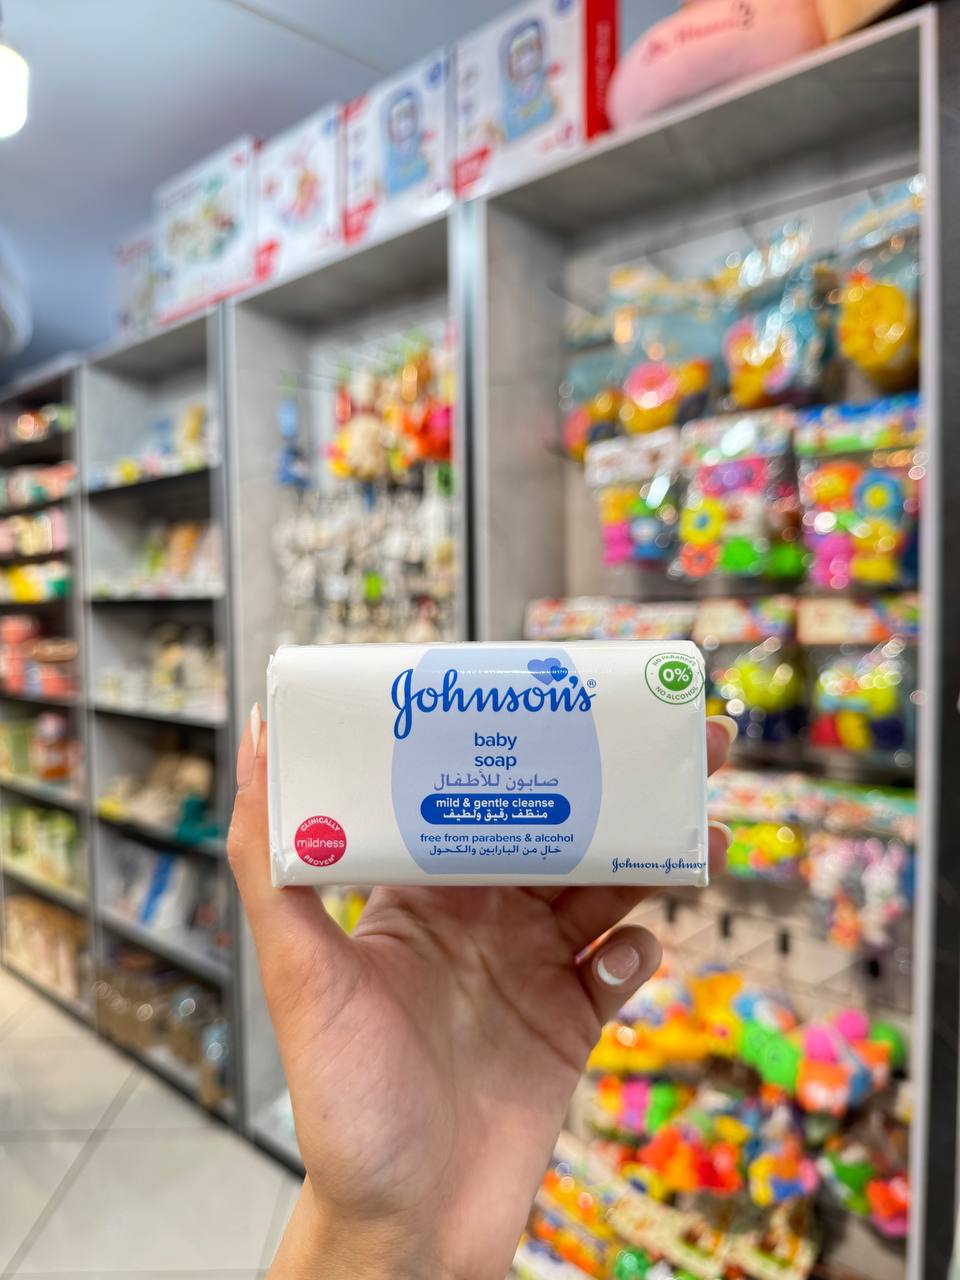 Johnson's®
baby
soap
صابون للأطفال
mild & gentle cleanse
منظف رقيق ولطيف
free from parabens & alcohol
خالٍ من البارابين والكحول
NO PARABENS
0%
NO ALCOHOL
CLINICALLY
mildness
PROVEN
Johnson & Johnson